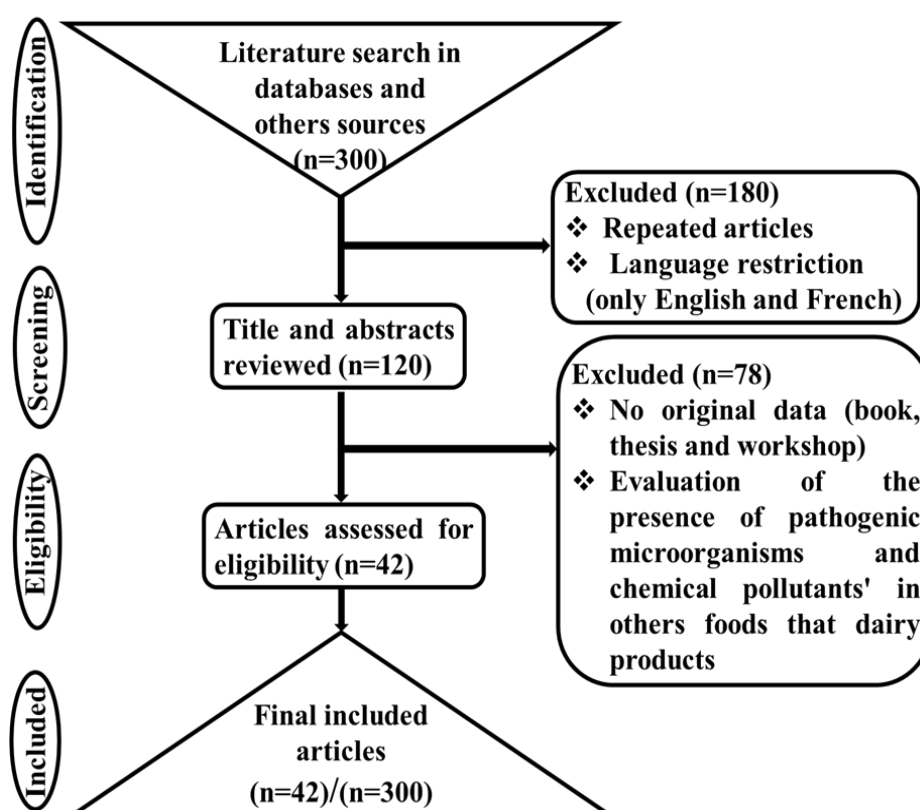 Identification
Literature search in
databases and
others sources
(n=300)
Excluded (n=180)
❖ Repeated articles
❖ Language restriction
(only English and French)
Screening
Title and abstracts
reviewed (n=120)
Excluded (n=78)
❖ No original data (book,
thesis and workshop)
❖ Evaluation of the
presence of pathogenic
microorganisms and
chemical pollutants' in
others foods that dairy
products
Eligibility
Articles assessed for
eligibility (n=42)
Included
Final included
articles
(n=42)/(n=300)